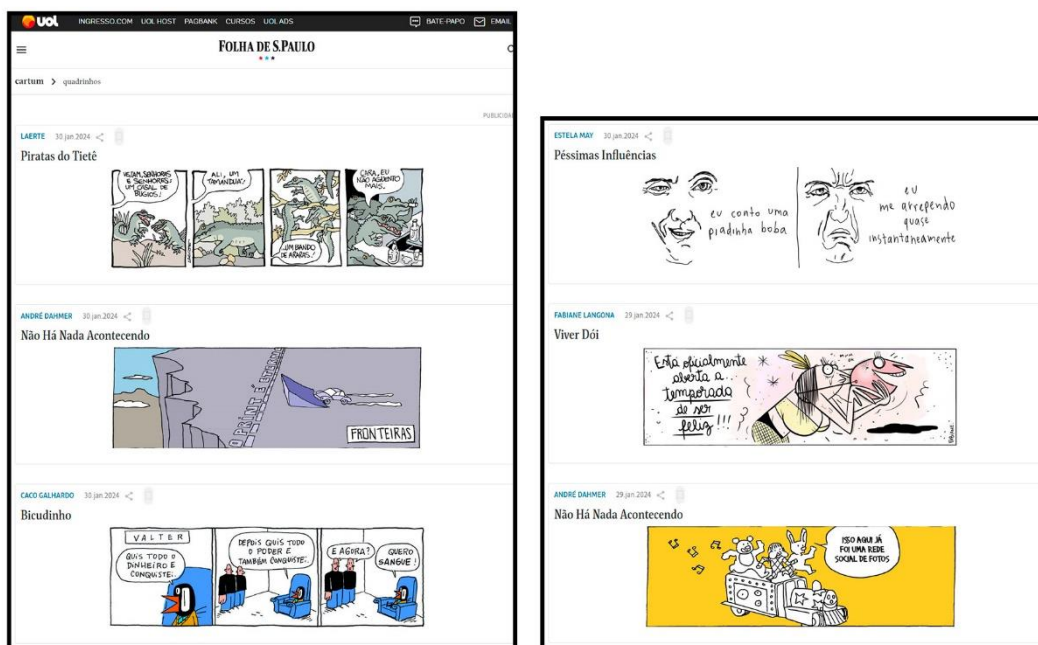 UOL
INGRESSO.COM UOL HOST PAGBANK CURSOS UOL ADS
BATE-PAPO EMAIL
FOLHA DE S.PAULO
cartum > quadrinhos
LAERTE 30.jan.2024
Piratas do Tietê
VEJAM, SENHORAS
E SENHORES:
UM CASAL DE
BUGIOS!
ALI, UM
TAMANDUÁ!
...UM BANDO
DE ARARAS!
CARA, EU
NÃO AGUENTO
MAIS.
ANDRÉ DAHMER 30.jan.2024
Não Há Nada Acontecendo
FRONTEIRAS
CACO GALHARDO 30.jan.2024
Bicudinho
VALTER
QUIS TODO O
DINHEIRO E
CONQUISTEI.
DEPOIS QUIS TODO
O PODER E
TAMBÉM CONQUISTEI.
E AGORA?
QUERO
SANGUE!
ESTELA MAY 30.jan.2024
Péssimas Influências
eu conto uma
piadinha boba
eu
me arrependo
quase
instantaneamente
FABIANE LANGONA 29.jan.2024
Viver Dói
Está oficialmente
aberta a
temporada
de ser
feliz!!!
ANDRÉ DAHMER 29.jan.2024
Não Há Nada Acontecendo
ISSO AQUI JÁ
FOI UMA REDE
SOCIAL DE FOTOS